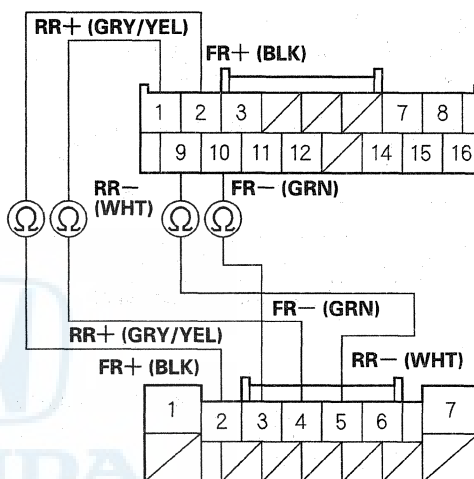 RR+ (GRY/YEL)
FR+ (BLK)
1 2 3 7 8
9 10 11 12 14 15 16
RR− (WHT)
FR− (GRN)
Ω Ω Ω Ω
FR− (GRN)
RR+ (GRY/YEL)
RR− (WHT)
FR+ (BLK)
1 2 3 4 5 6 7